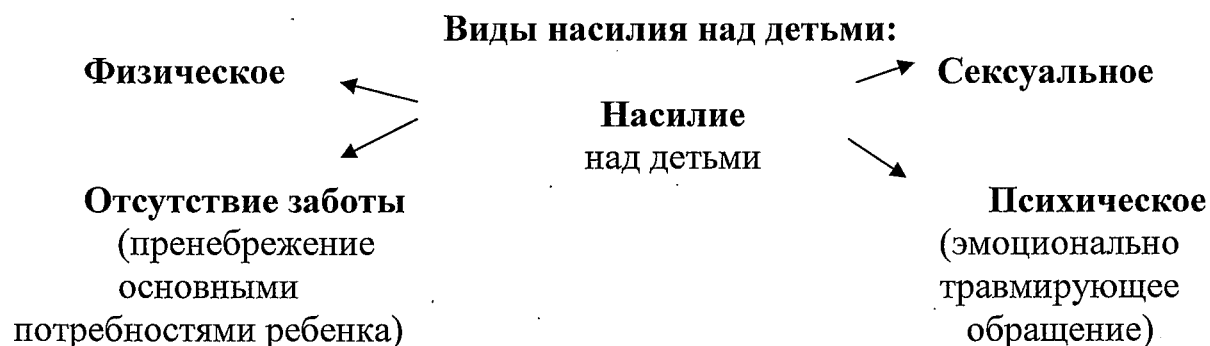 Виды насилия над детьми:
Физическое
Сексуальное
Насилие
над детьми
Отсутствие заботы
(пренебрежение
основными
потребностями ребенка)
Психическое
(эмоционально
травмирующее
обращение)